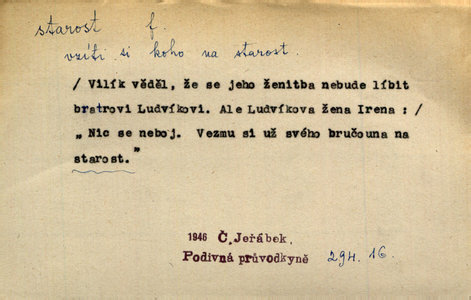 starost f.
vzíti si koho na starost.
/ Vilík věděl, že se jeho ženitba nebude líbit
bratrovi Ludvíkovi. Ale Ludvíkova žena Irena : /
„ Nic se neboj. Vezmu si už svého bručouna na
starost."
1946 Č. Jeřábek,
Podivná průvodkyně 294. 16.